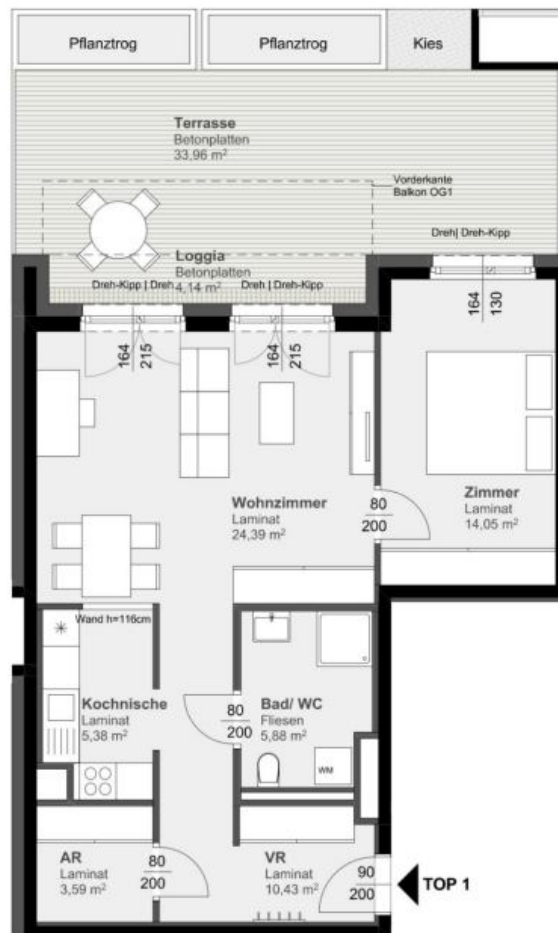 Pflanztrog
Pflanztrog
Kies
Terrasse
Betonplatten
33,96 m²
Vorderkante
Balkon OG1
Dreh| Dreh-Kipp
Loggia
Betonplatten
4,14 m²
Dreh-Kipp | Dreh
Dreh | Dreh-Kipp
164
130
164
215
164
215
Wohnzimmer
Laminat
24,39 m²
80
200
Zimmer
Laminat
14,05 m²
Wand h=116cm
Kochnische
Laminat
5,38 m²
80
200
Bad/ WC
Fliesen
5,88 m²
WM
AR
Laminat
3,59 m²
80
200
VR
Laminat
10,43 m²
90
200
TOP 1